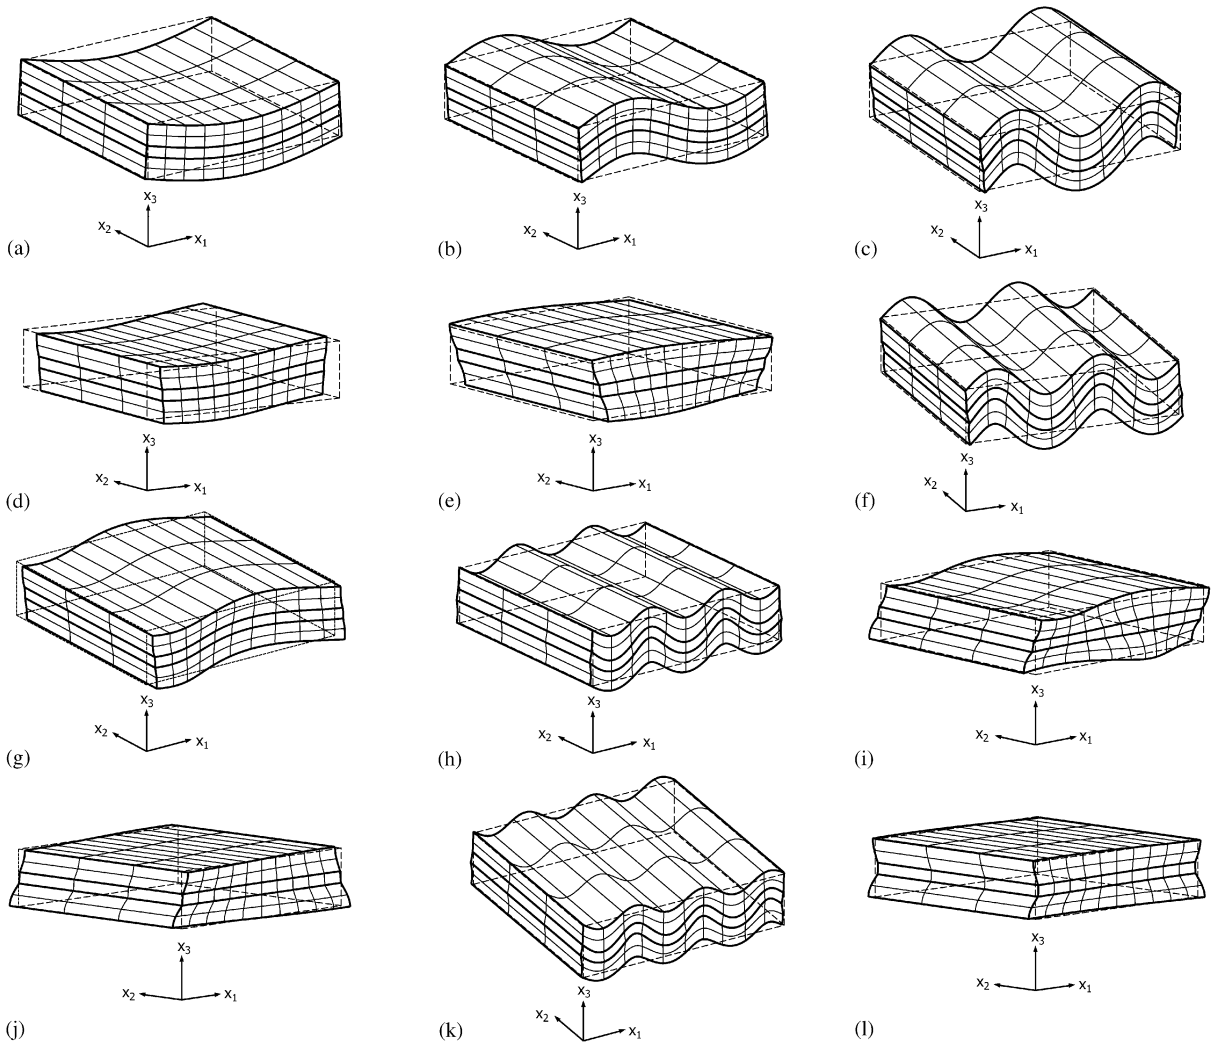 x3 x2 x1
(a)
x3 x2 x1
(b)
x3 x2 x1
(c)
x3 x2 x1
(d)
x3 x2 x1
(e)
x3 x2 x1
(f)
x3 x2 x1
(g)
x3 x2 x1
(h)
x3 x2 x1
(i)
x3 x2 x1
(j)
x3 x2 x1
(k)
x3 x2 x1
(l)